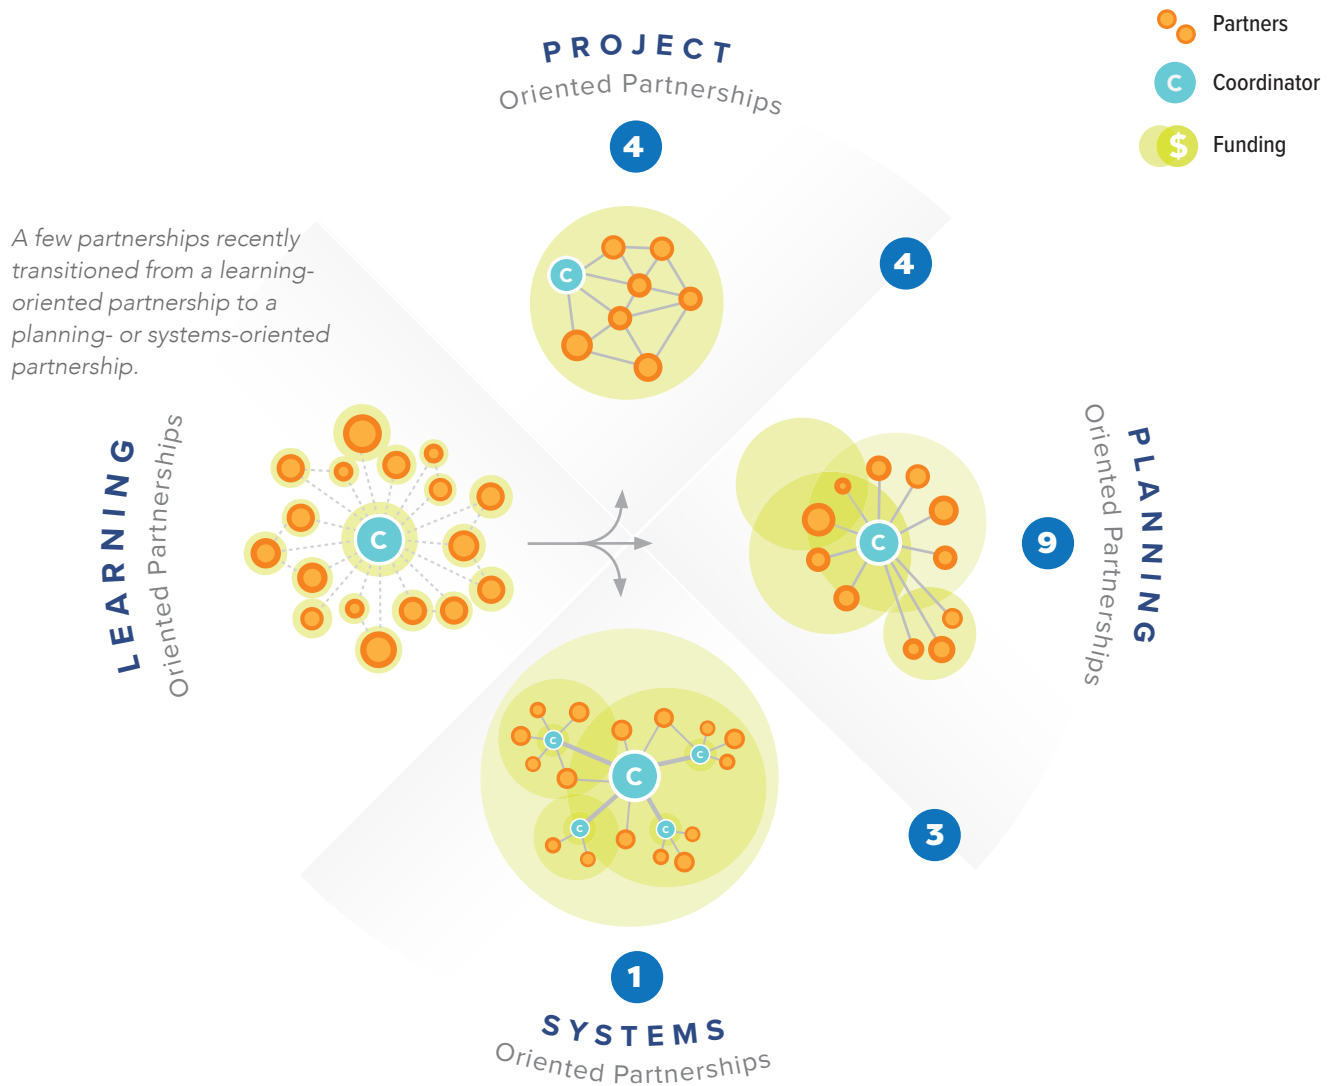 PROJECT
Oriented Partnerships
4
Partners
C Coordinator
$ Funding
A few partnerships recently
transitioned from a learning-
oriented partnership to a
planning- or systems-oriented
partnership.
4
C
LEARNING
Oriented Partnerships
C
C
9
PLANNING
Oriented Partnerships
C
C
C
C
C
3
1
SYSTEMS
Oriented Partnerships